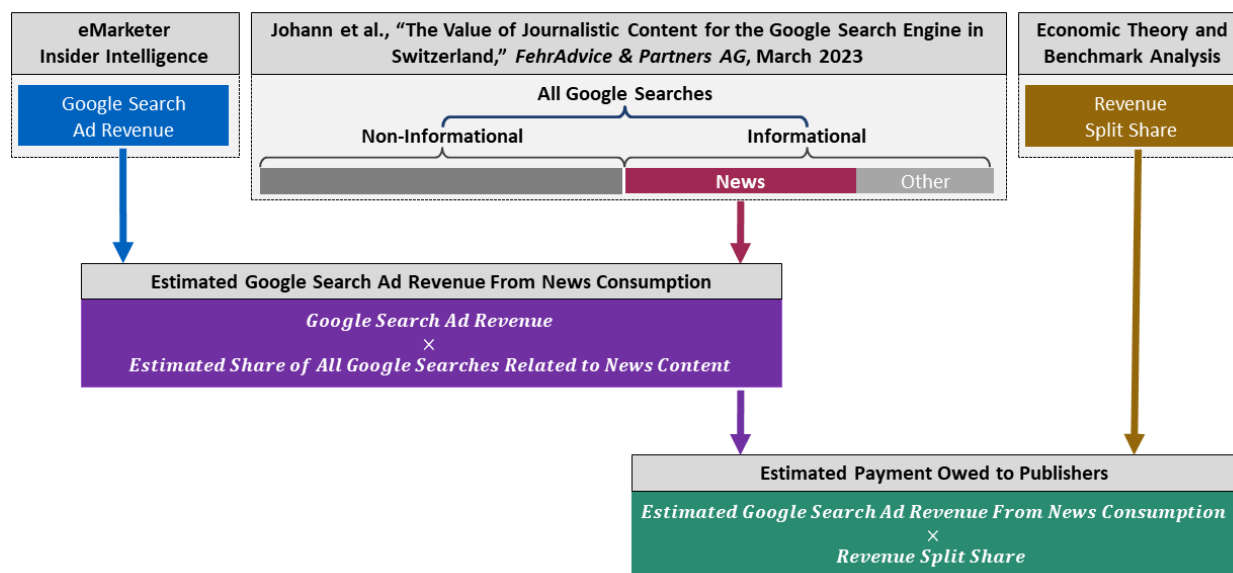 eMarketer
Insider Intelligence
Johann et al., “The Value of Journalistic Content for the Google Search Engine in
Switzerland,” FehrAdvice & Partners AG, March 2023
Economic Theory and
Benchmark Analysis
Google Search
Ad Revenue
All Google Searches
Non-Informational
Informational
News
Other
Revenue
Split Share
Estimated Google Search Ad Revenue From News Consumption
Google Search Ad Revenue
×
Estimated Share of All Google Searches Related to News Content
Estimated Payment Owed to Publishers
Estimated Google Search Ad Revenue From News Consumption
×
Revenue Split Share